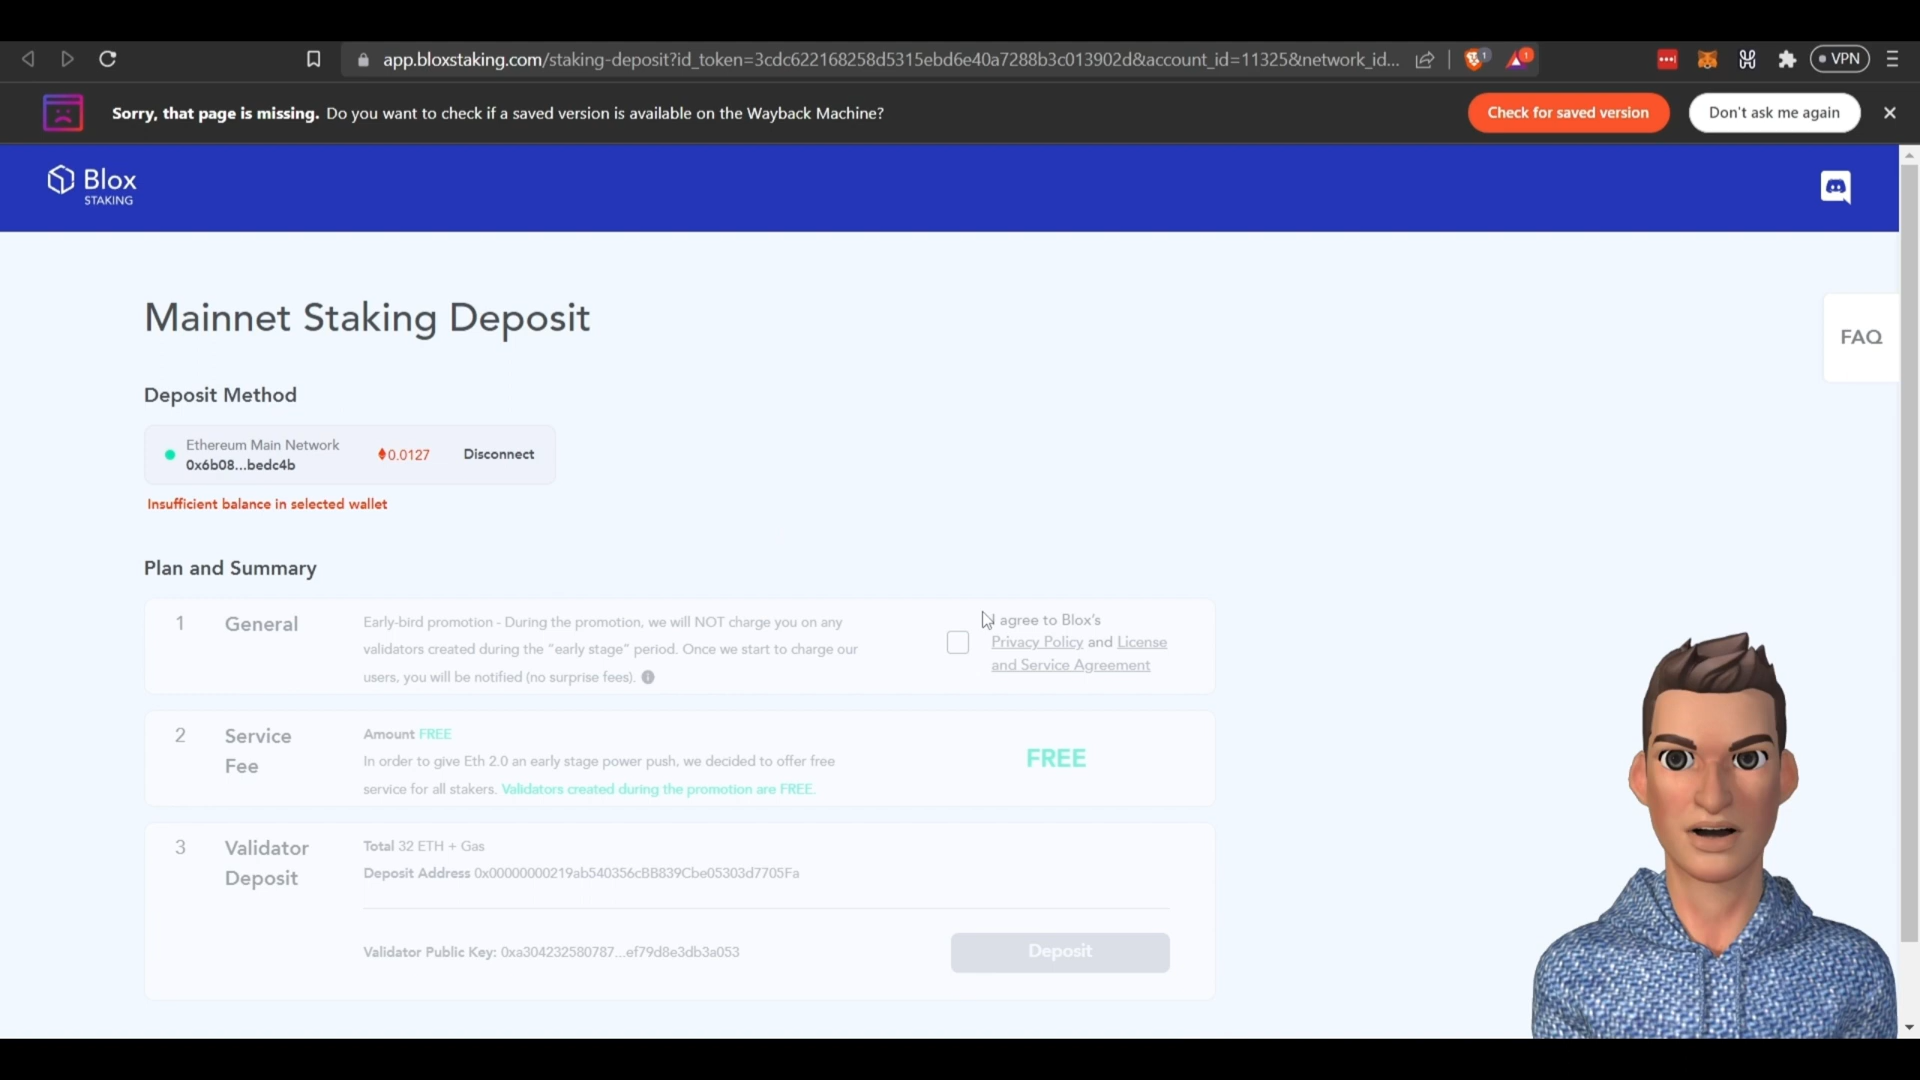 app.bloxstaking.com/staking-deposit?id_token=3cdc622168258d5315ebd6e40a7288b3c013902d&account_id=11325&network_id...
1
1
VPN
Sorry, that page is missing. Do you want to check if a saved version is available on the Wayback Machine?
Check for saved version
Don't ask me again
Blox
STAKING
Mainnet Staking Deposit
FAQ
Deposit Method
Ethereum Main Network
0x6b08...bedc4b
0.0127
Disconnect
Insufficient balance in selected wallet
Plan and Summary
1
General
Early-bird promotion - During the promotion, we will NOT charge you on any
validators created during the "early stage" period. Once we start to charge our
users, you will be notified (no surprise fees).
I agree to Blox's
Privacy Policy and License
and Service Agreement
2
Service
Fee
Amount FREE
In order to give Eth 2.0 an early stage power push, we decided to offer free
service for all stakers. Validators created during the promotion are FREE.
FREE
3
Validator
Deposit
Total 32 ETH + Gas
Deposit Address 0x00000000219ab540356cBB839Cbe05303d7705Fa
Validator Public Key: 0xa304232580787...ef79d8e3db3a053
Deposit